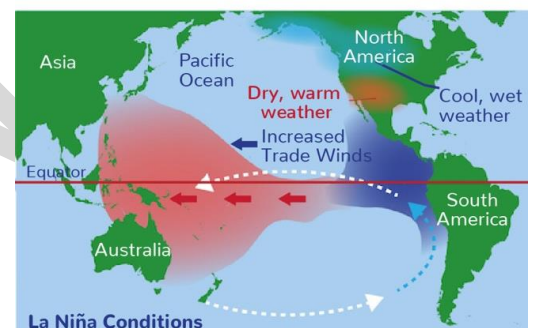 Asia
Pacific
Ocean
North
America
Dry, warm
weather
Cool, wet
weather
Increased
Trade Winds
Equator
South
America
Australia
La Niña Conditions